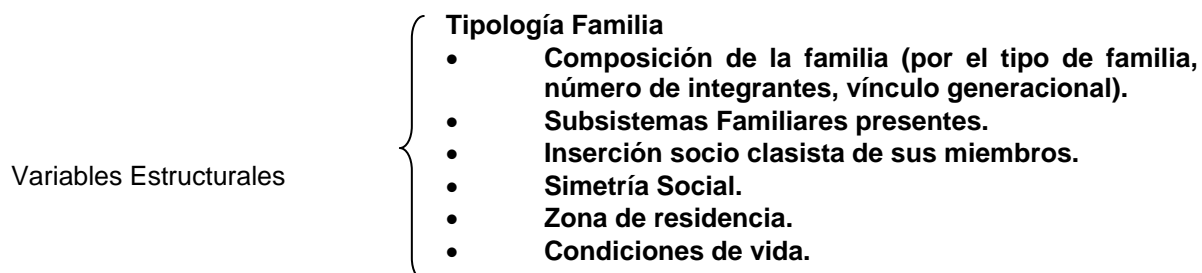 Tipología Familia
• Composición de la familia (por el tipo de familia,
número de integrantes, vínculo generacional).
• Subsistemas Familiares presentes.
• Inserción socio clasista de sus miembros.
Variables Estructurales
• Simetría Social.
• Zona de residencia.
• Condiciones de vida.